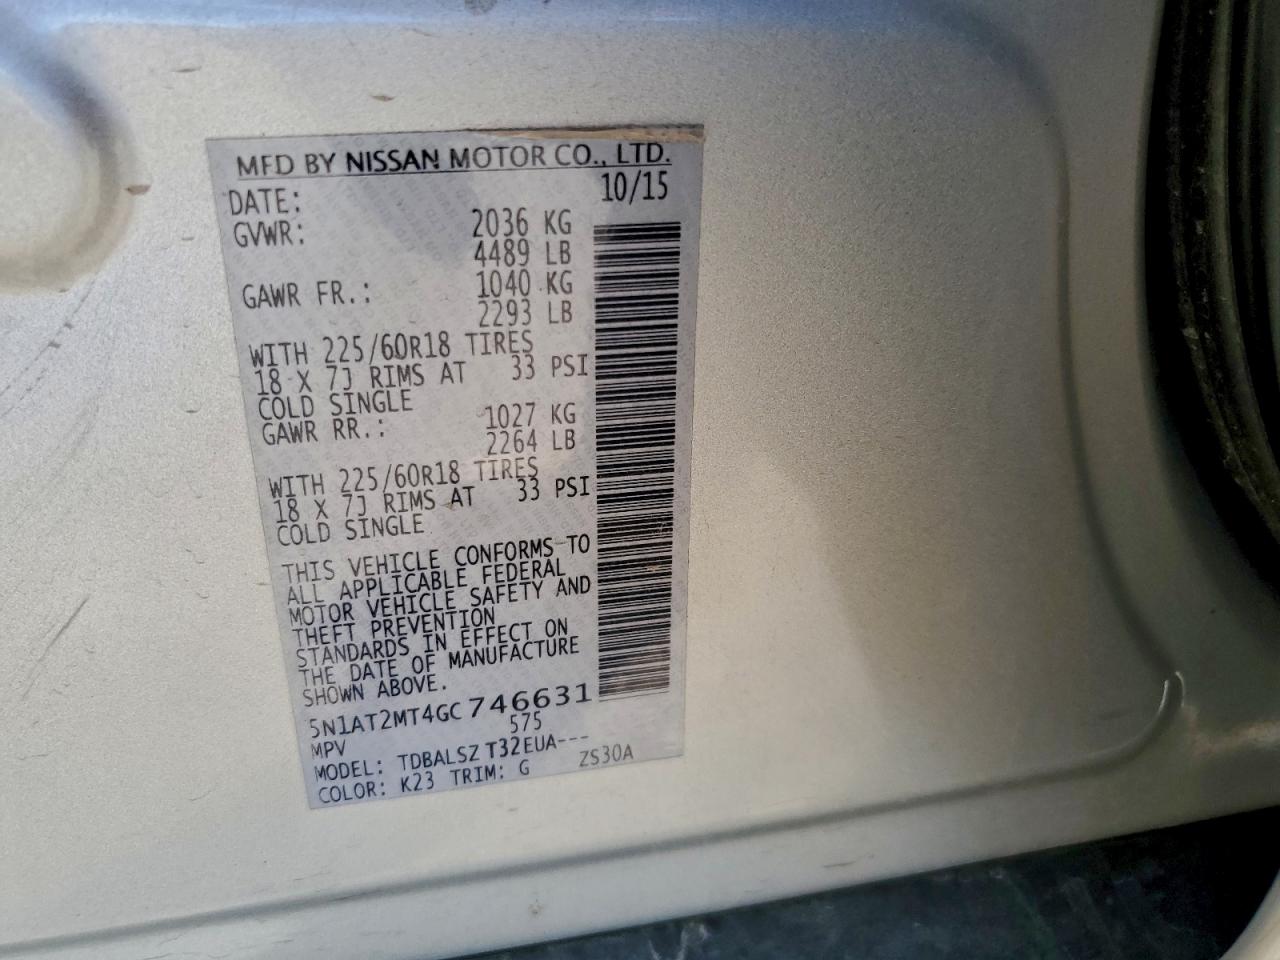 MFD BY NISSAN MOTOR CO., LTD.
DATE: 10/15
GVWR: 2036 KG
4489 LB
GAWR FR.: 1040 KG
2293 LB
WITH 225/60R18 TIRES
18 X 7J RIMS AT 33 PSI
COLD SINGLE
GAWR RR.: 1027 KG
2264 LB
WITH 225/60R18 TIRES
18 X 7J RIMS AT 33 PSI
COLD SINGLE
THIS VEHICLE CONFORMS TO
ALL APPLICABLE FEDERAL
MOTOR VEHICLE SAFETY AND
THEFT PREVENTION
STANDARDS IN EFFECT ON
THE DATE OF MANUFACTURE
SHOWN ABOVE.
5N1AT2MT4GC746631
MPV 575
MODEL: TDBALSZ T32EUA---
COLOR: K23 TRIM: G ZS30A